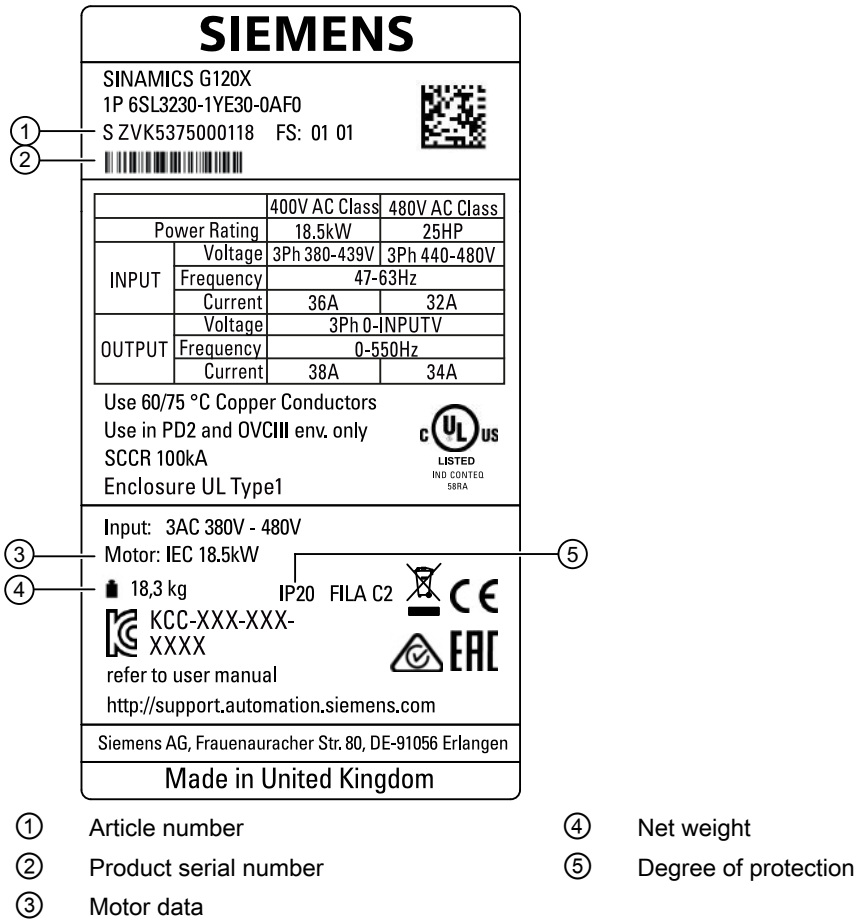 SIEMENS
SINAMICS G120X
1P 6SL3230-1YE30-0AF0
① S ZVK5375000118 FS: 01 01
②
400V AC Class 480V AC Class
Power Rating 18.5kW 25HP
INPUT Voltage 3Ph 380-439V 3Ph 440-480V
Frequency 47-63Hz
Current 36A 32A
OUTPUT Voltage 3Ph 0-INPUTV
Frequency 0-550Hz
Current 38A 34A
Use 60/75 °C Copper Conductors
Use in PD2 and OVCIII env. only
SCCR 100kA
Enclosure UL Type1
C UL US
LISTED
IND CONTEQ
58RA
Input: 3AC 380V - 480V
③ Motor: IEC 18.5kW ⑤
④ 18,3 kg IP20 FILA C2 CE
KCC-XXX-XXX-
XXXX
EAC
refer to user manual
http://support.automation.siemens.com
Siemens AG, Frauenauracher Str. 80, DE-91056 Erlangen
Made in United Kingdom
① Article number ④ Net weight
② Product serial number ⑤ Degree of protection
③ Motor data